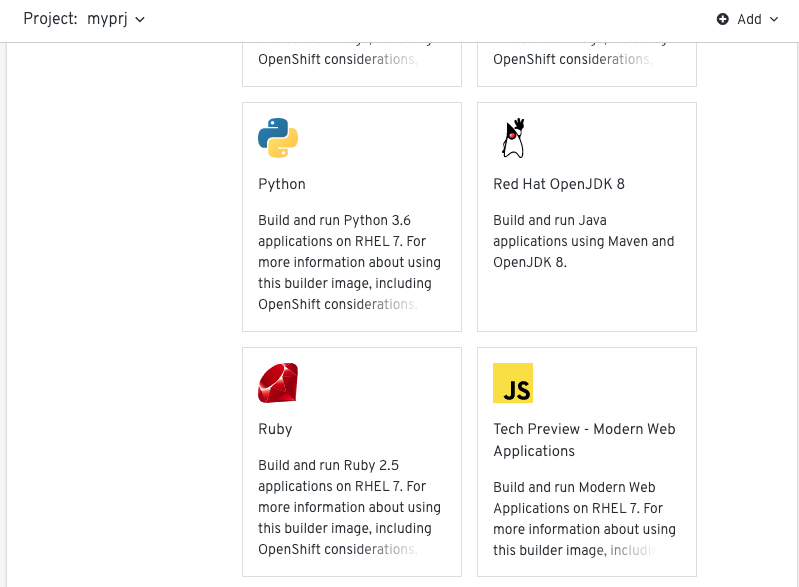 Project: myprj
Add
OpenShift considerations,
OpenShift considerations,
Python
Build and run Python 3.6
applications on RHEL 7. For
more information about using
this builder image, including
OpenShift considerations,
Red Hat OpenJDK 8
Build and run Java
applications using Maven and
OpenJDK 8.
Ruby
Build and run Ruby 2.5
applications on RHEL 7. For
more information about using
this builder image, including
OpenShift considerations,
JS
Tech Preview - Modern Web
Applications
Build and run Modern Web
Applications on RHEL 7. For
more information about using
this builder image, includi